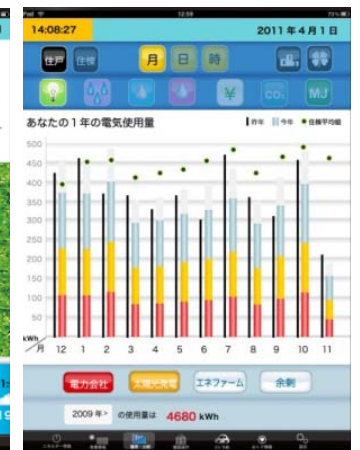 12:59
14:08:27
2011年4月1日
住戸 住棟 月 日 時
¥ CO₂ MJ
あなたの1年の電気使用量
昨年 今年 住棟平均値
500
450
400
350
300
250
200
150
100
50
kWh
/月 12 1 2 3 4 5 6 7 8 9 10 11
電力会社 太陽光発電 エネファーム 余剰
2009年> の使用量は 4680 kWh